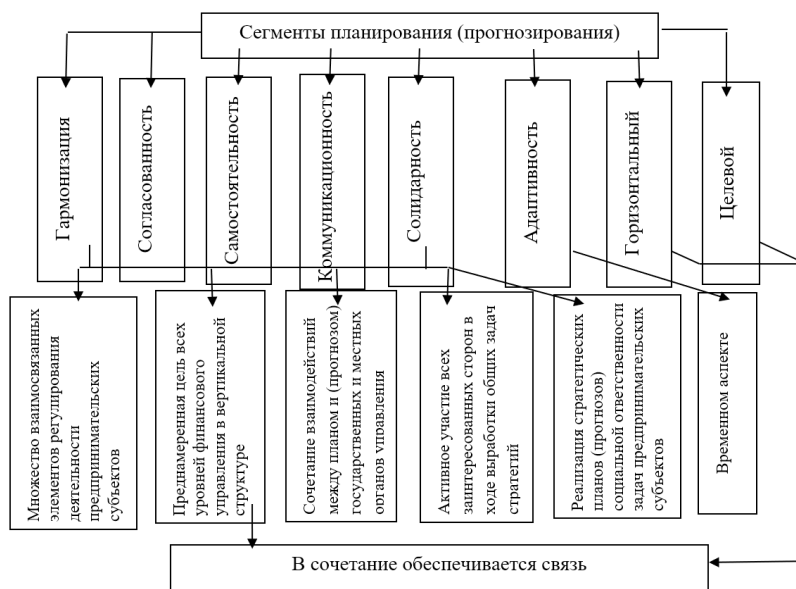 Сегменты планирования (прогнозирования)
Гармонизация
Согласованность
Самостоятельность
Коммуникационность
Солидарность
Адаптивность
Горизонтальный
Целевой
Множество взаимосвязанных
элементов регулирования
деятельности
предпринимательских
субъектов
Преднамеренная цель всех
уровней финансового
управления в вертикальной
структуре
Сочетание взаимодействий
между планом и (прогнозом)
государственных и местных
органов управления
Активное участие всех
заинтересованных сторон в
ходе выработки общих задач
стратегий
Реализация стратегических
планов (прогнозов)
социальной ответственности
задач предпринимательских
субъектов
Временном аспекте
В сочетание обеспечивается связь